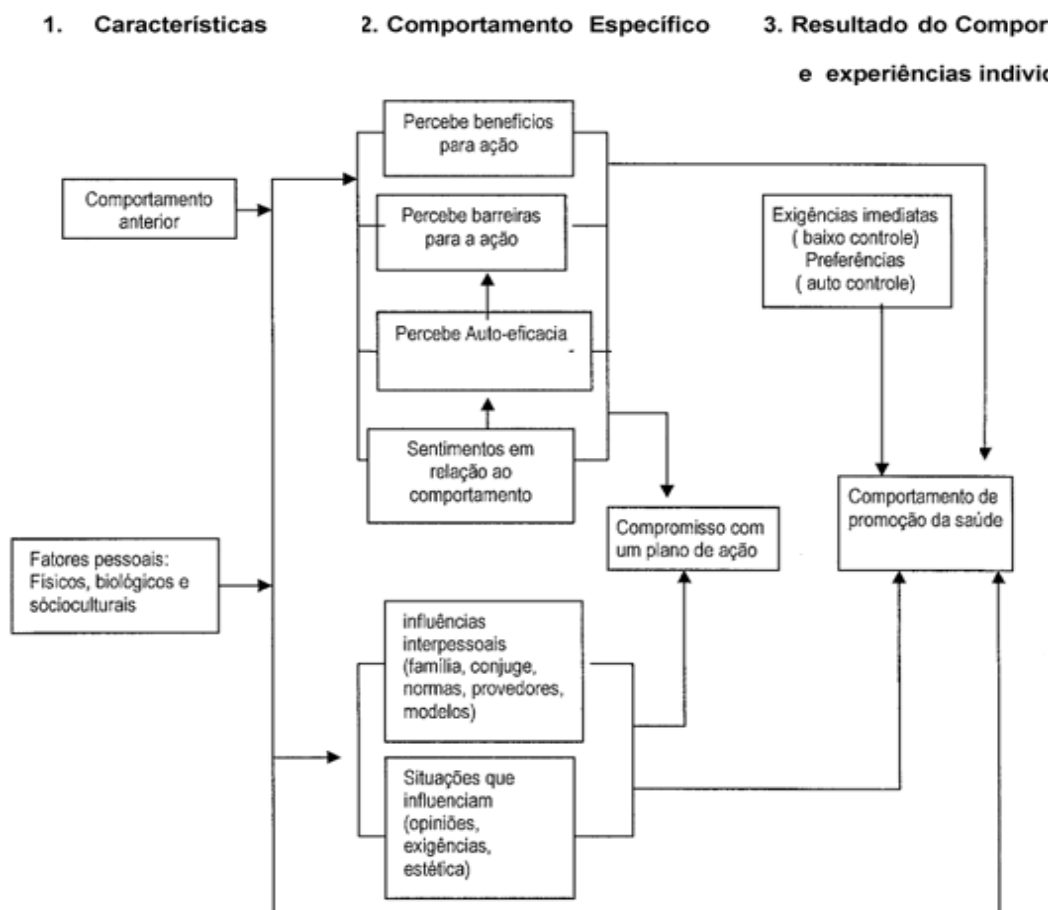 1. Características
2. Comportamento Específico
3. Resultado do Compor
e experiências individ
Percebe benefícios
para ação
Comportamento
anterior
Percebe barreiras
para a ação
Exigências imediatas
( baixo controle)
Preferências
( auto controle)
Percebe Auto-eficacia
Sentimentos em
relação ao
comportamento
Compromisso com
um plano de ação
Comportamento de
promoção da saúde
Fatores pessoais:
Físicos, biológicos e
sócioculturais
influências
interpessoais
(família, conjuge,
normas, provedores,
modelos)
Situações que
influenciam
(opiniões,
exigências,
estética)